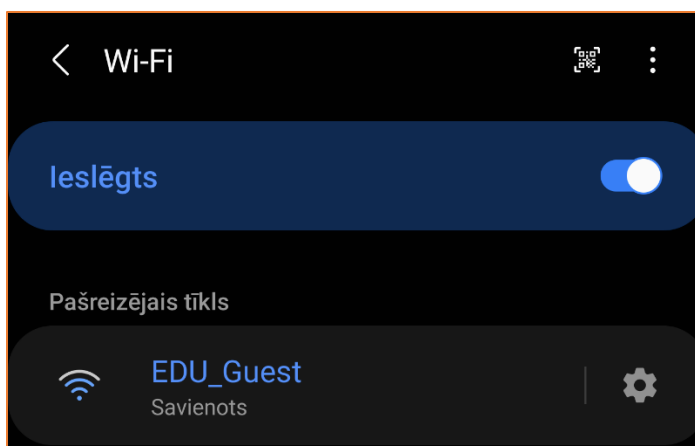 Wi-Fi
Ieslēgts
Pašreizējais tīkls
EDU_Guest
Savienots